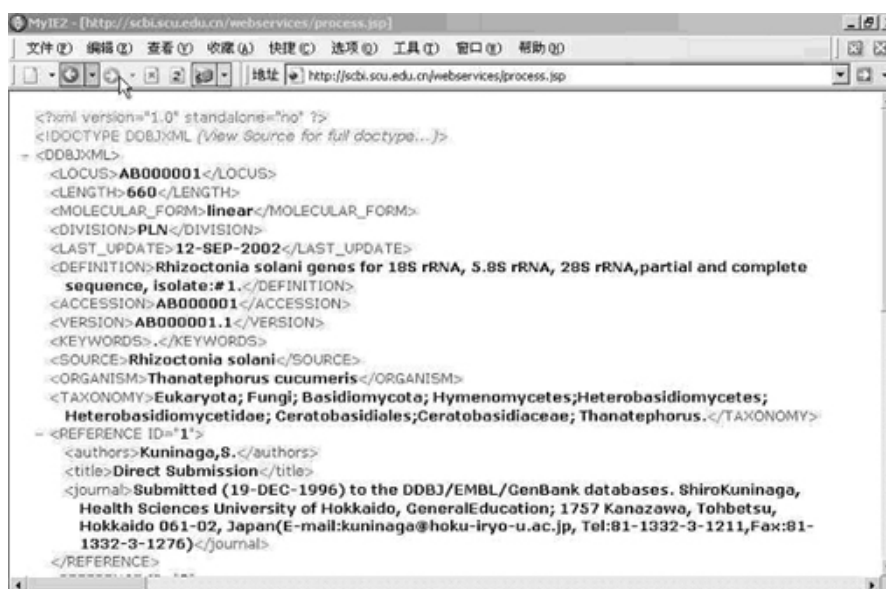 MyIE2 - [http://scbi.scu.edu.cn/webservices/process.jsp]
文件(F) 编辑(E) 查看(V) 收藏(A) 快捷(C) 选项(O) 工具(T) 窗口(W) 帮助(H)
地址 http://scbi.scu.edu.cn/webservices/process.jsp
<?xml version="1.0" standalone="no" ?>
<!DOCTYPE DDBJXML (View Source for full doctype...)>
- <DDBJXML>
<LOCUS>AB000001</LOCUS>
<LENGTH>660</LENGTH>
<MOLECULAR_FORM>linear</MOLECULAR_FORM>
<DIVISION>PLN</DIVISION>
<LAST_UPDATE>12-SEP-2002</LAST_UPDATE>
<DEFINITION>Rhizoctonia solani genes for 18S rRNA, 5.8S rRNA, 28S rRNA,partial and complete
sequence, isolate:#1.</DEFINITION>
<ACCESSION>AB000001</ACCESSION>
<VERSION>AB000001.1</VERSION>
<KEYWORDS>.</KEYWORDS>
<SOURCE>Rhizoctonia solani</SOURCE>
<ORGANISM>Thanatephorus cucumeris</ORGANISM>
<TAXONOMY>Eukaryota; Fungi; Basidiomycota; Hymenomycetes;Heterobasidiomycetes;
Heterobasidiomycetidae; Ceratobasidiales;Ceratobasidiaceae; Thanatephorus.</TAXONOMY>
- <REFERENCE ID="1">
<authors>Kuninaga,S.</authors>
<title>Direct Submission</title>
<journal>Submitted (19-DEC-1996) to the DDBJ/EMBL/GenBank databases. ShiroKuninaga,
Health Sciences University of Hokkaido, GeneralEducation; 1757 Kanazawa, Tohbetsu,
Hokkaido 061-02, Japan(E-mail:kuninaga@hoku-iryo-u.ac.jp, Tel:81-1332-3-1211,Fax:81-
1332-3-1276)</journal>
</REFERENCE>